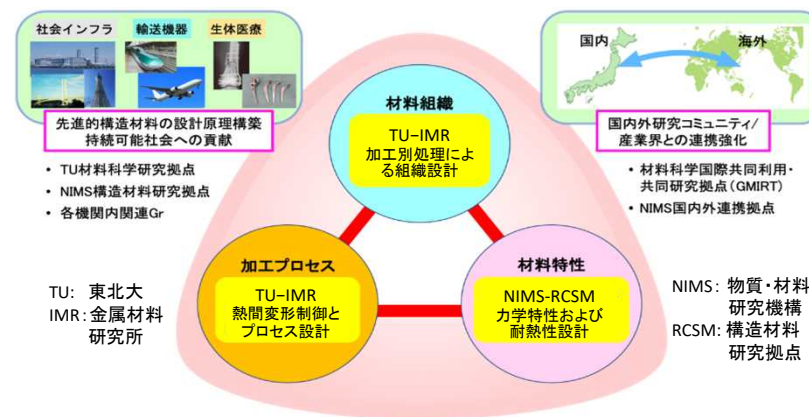 社会インフラ
輸送機器
生体医療
先進的構造材料の設計原理構築
持続可能社会への貢献
• TU材料科学研究拠点
• NIMS構造材料研究拠点
• 各機関内関連Gr
国内
海外
国内外研究コミュニティ/
産業界との連携強化
• 材料科学国際共同利用・
共同研究拠点(GMIRT)
• NIMS国内外連携拠点
材料組織
TU−IMR
加工別処理によ
る組織設計
加工プロセス
TU−IMR
熱間変形制御と
プロセス設計
材料特性
NIMS-RCSM
力学特性および
耐熱性設計
TU: 東北大
IMR:金属材料
研究所
NIMS:物質・材料
研究機構
RCSM:構造材料
研究拠点